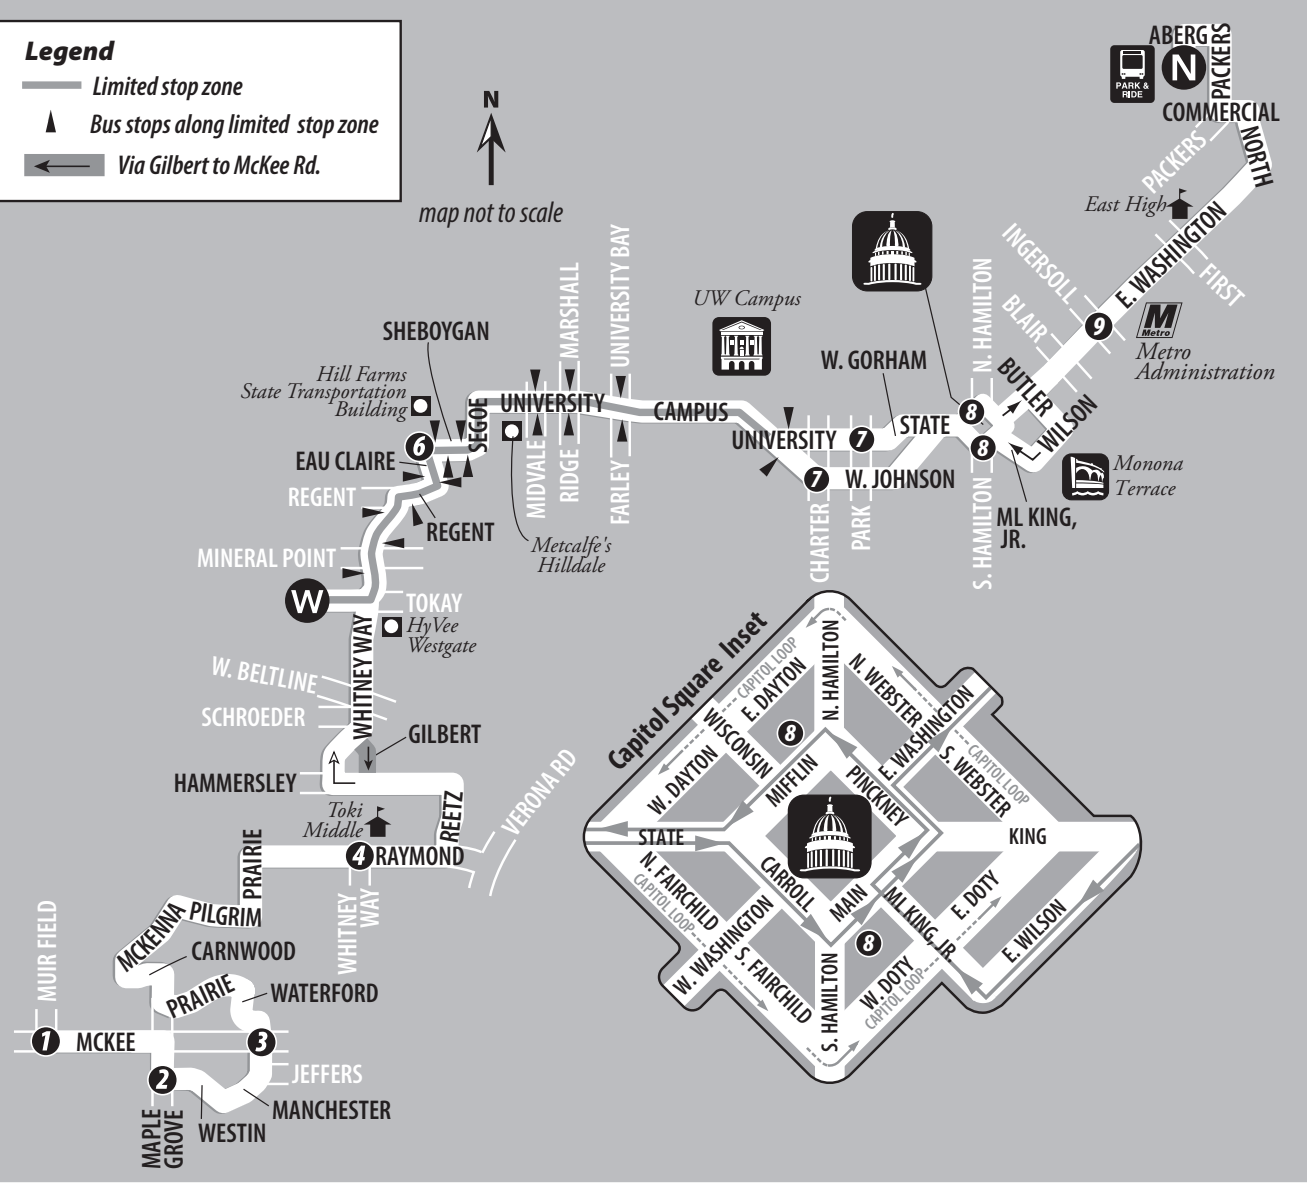 Legend
Limited stop zone
Bus stops along limited stop zone
Via Gilbert to McKee Rd.
N
map not to scale
ABERG
N
PARK &
RIDE
PACKERS
COMMERCIAL
NORTH
PACKERS
East High
E. WASHINGTON
FIRST
INGERSOLL
BLAIR
9
M
Metro
Metro
Administration
N. HAMILTON
BUTLER
WILSON
8
8
Monona
Terrace
ML KING,
JR.
S. HAMILTON
UW Campus
W. GORHAM
STATE
CAMPUS
UNIVERSITY
7
7
W. JOHNSON
CHARTER
PARK
UNIVERSITY BAY
MARSHALL
UNIVERSITY
MIDVALE
RIDGE
FARLEY
SHEBOYGAN
Hill Farms
State Transportation
Building
SEGOE
6
EAU CLAIRE
REGENT
REGENT
Metcalfe's
Hilldale
MINERAL POINT
W
TOKAY
HyVee
Westgate
WHITNEY WAY
W. BELTLINE
SCHROEDER
GILBERT
HAMMERSLEY
Toki
Middle
REETZ
VERONA RD
4
RAYMOND
PRAIRIE
WHITNEY
WAY
PILGRIM
MCKENNA
CARNWOOD
MUIR FIELD
PRAIRIE
WATERFORD
1
MCKEE
3
2
JEFFERS
MANCHESTER
WESTIN
MAPLE
GROVE
Capitol Square Inset
CAPITOL LOOP
E. DAYTON
N. HAMILTON
N. WEBSTER
E. WASHINGTON
WISCONSIN
8
W. DAYTON
MIFFLIN
PINCKNEY
S. WEBSTER
CAPITOL LOOP
STATE
KING
N. FAIRCHILD
CAPITOL LOOP
CARROLL
MAIN
ML KING, JR.
E. DOTY
W. WASHINGTON
8
E. WILSON
S. FAIRCHILD
S. HAMILTON
W. DOTY
CAPITOL LOOP